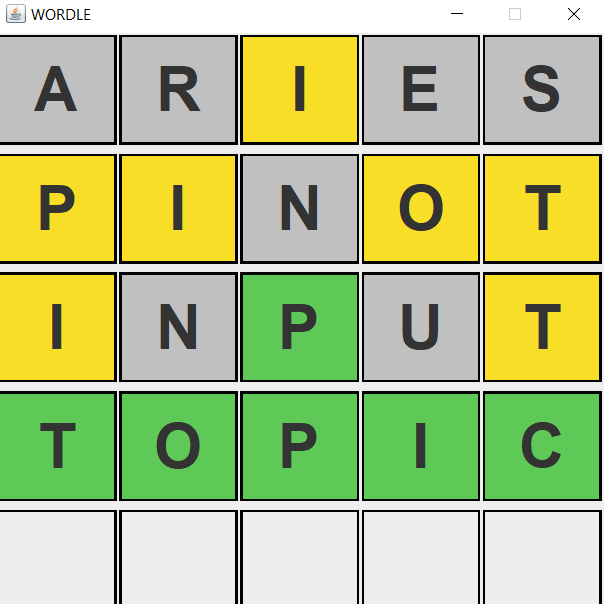 WORDLE
A R I E S
P I N O T
I N P U T
T O P I C